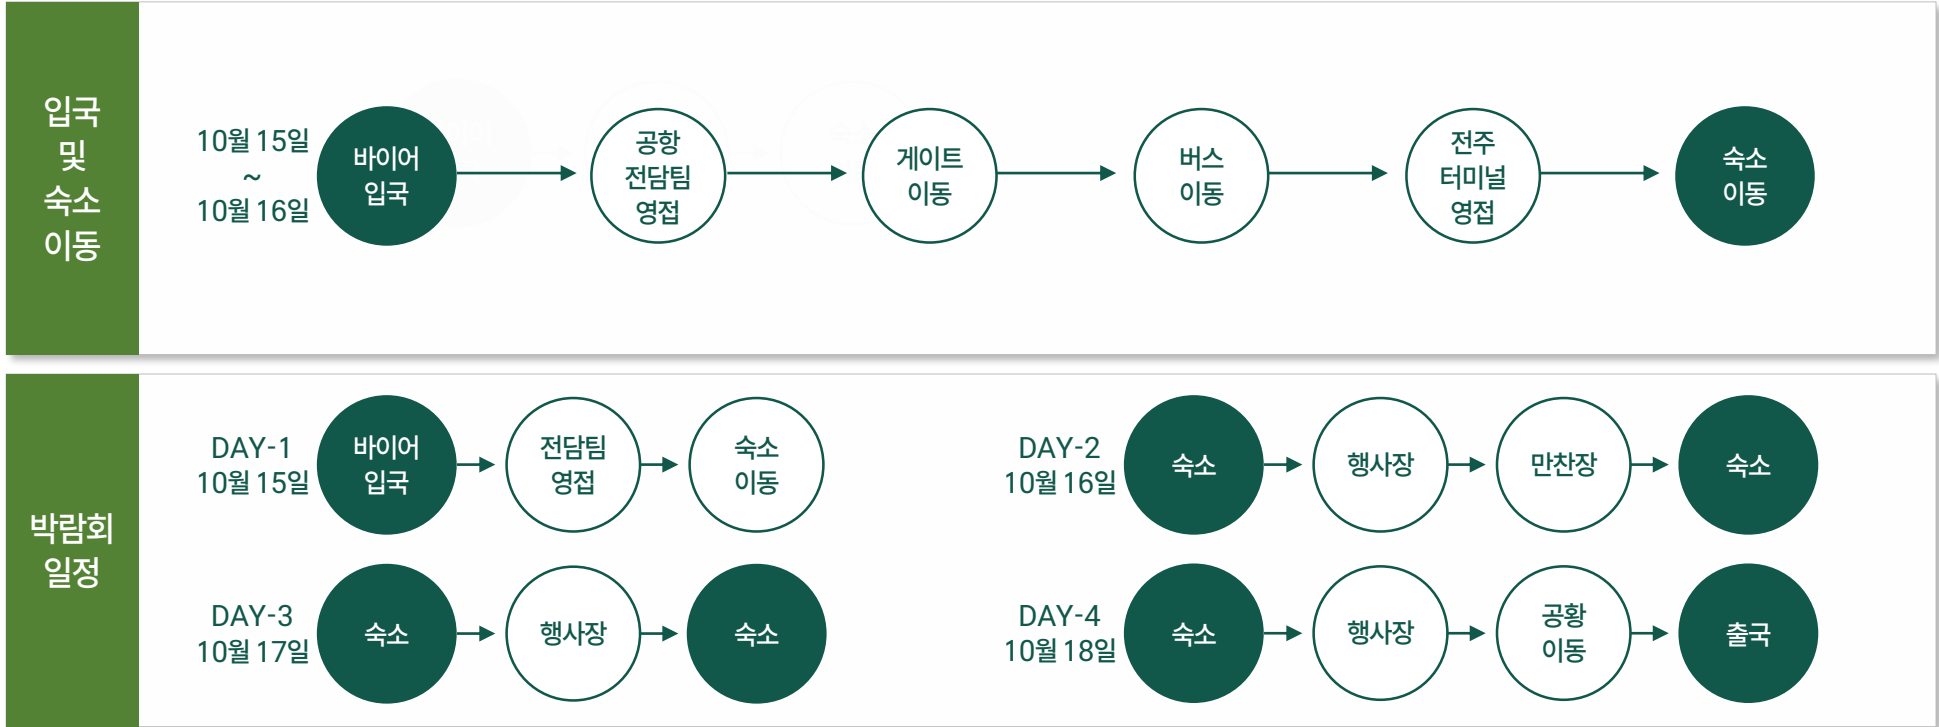 입국
및
숙소
이동
10월 15일
~
10월 16일
바이어
입국
공항
전담팀
영접
게이트
이동
버스
이동
전주
터미널
영접
숙소
이동
박람회
일정
DAY-1
10월 15일
바이어
입국
전담팀
영접
숙소
이동
DAY-2
10월 16일
숙소
행사장
만찬장
숙소
DAY-3
10월 17일
숙소
행사장
숙소
DAY-4
10월 18일
숙소
행사장
공황
이동
출국